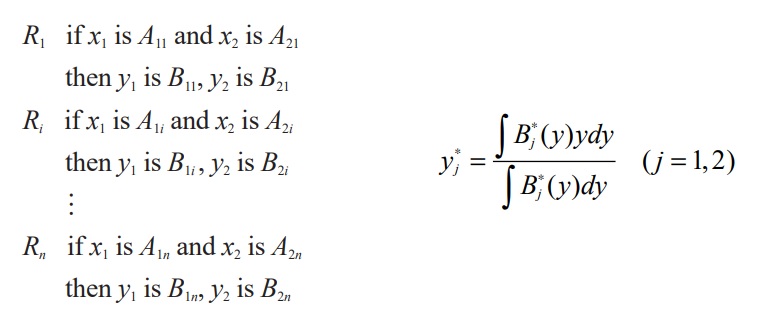 R₁ if x₁ is A₁₁ and x₂ is A₂₁
then y₁ is B₁₁, y₂ is B₂₁
Rᵢ if x₁ is A₁ᵢ and x₂ is A₂ᵢ
then y₁ is B₁ᵢ, y₂ is B₂ᵢ
⋮
Rₙ if x₁ is A₁ₙ and x₂ is A₂ₙ
then y₁ is B₁ₙ, y₂ is B₂ₙ
yⱼ* = ∫ Bⱼ*(y)ydy / ∫ Bⱼ*(y)dy (j = 1, 2)